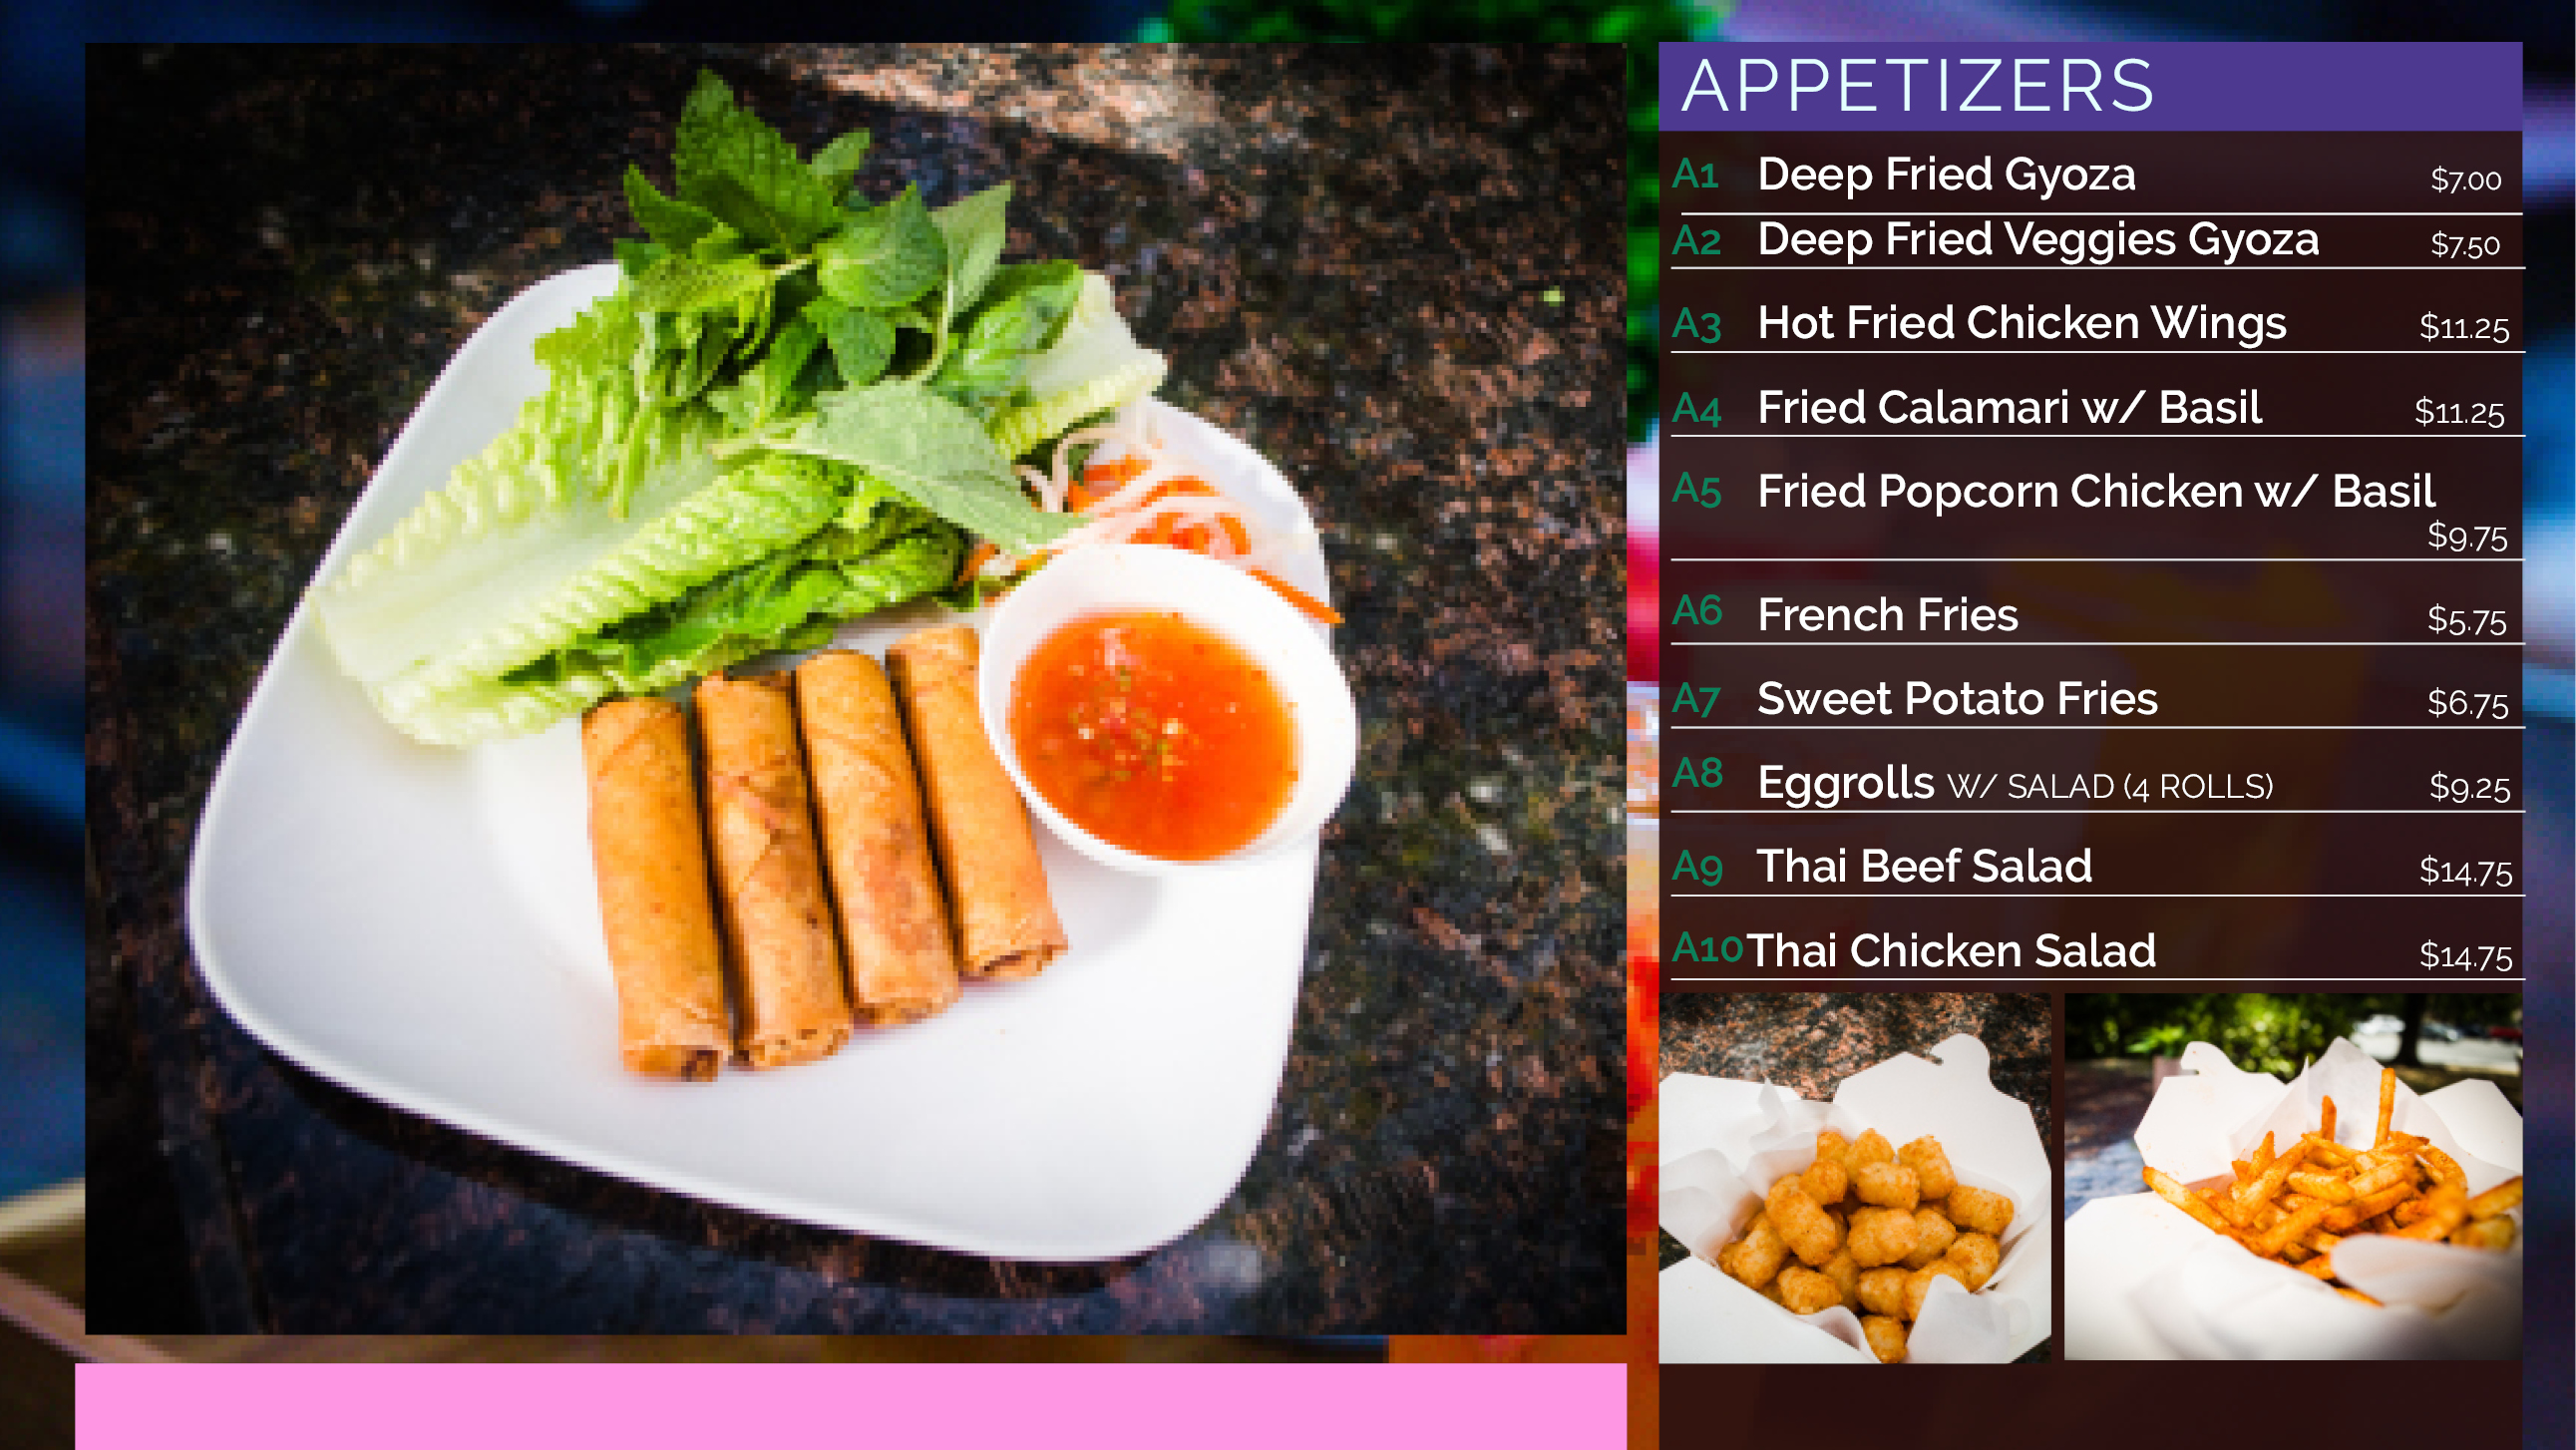 APPETIZERS
A1 Deep Fried Gyoza $7.00
A2 Deep Fried Veggies Gyoza $7.50
A3 Hot Fried Chicken Wings $11.25
A4 Fried Calamari w/ Basil $11.25
A5 Fried Popcorn Chicken w/ Basil
$9.75
A6 French Fries $5.75
A7 Sweet Potato Fries $6.75
A8 Eggrolls W/ SALAD (4 ROLLS) $9.25
A9 Thai Beef Salad $14.75
A10 Thai Chicken Salad $14.75